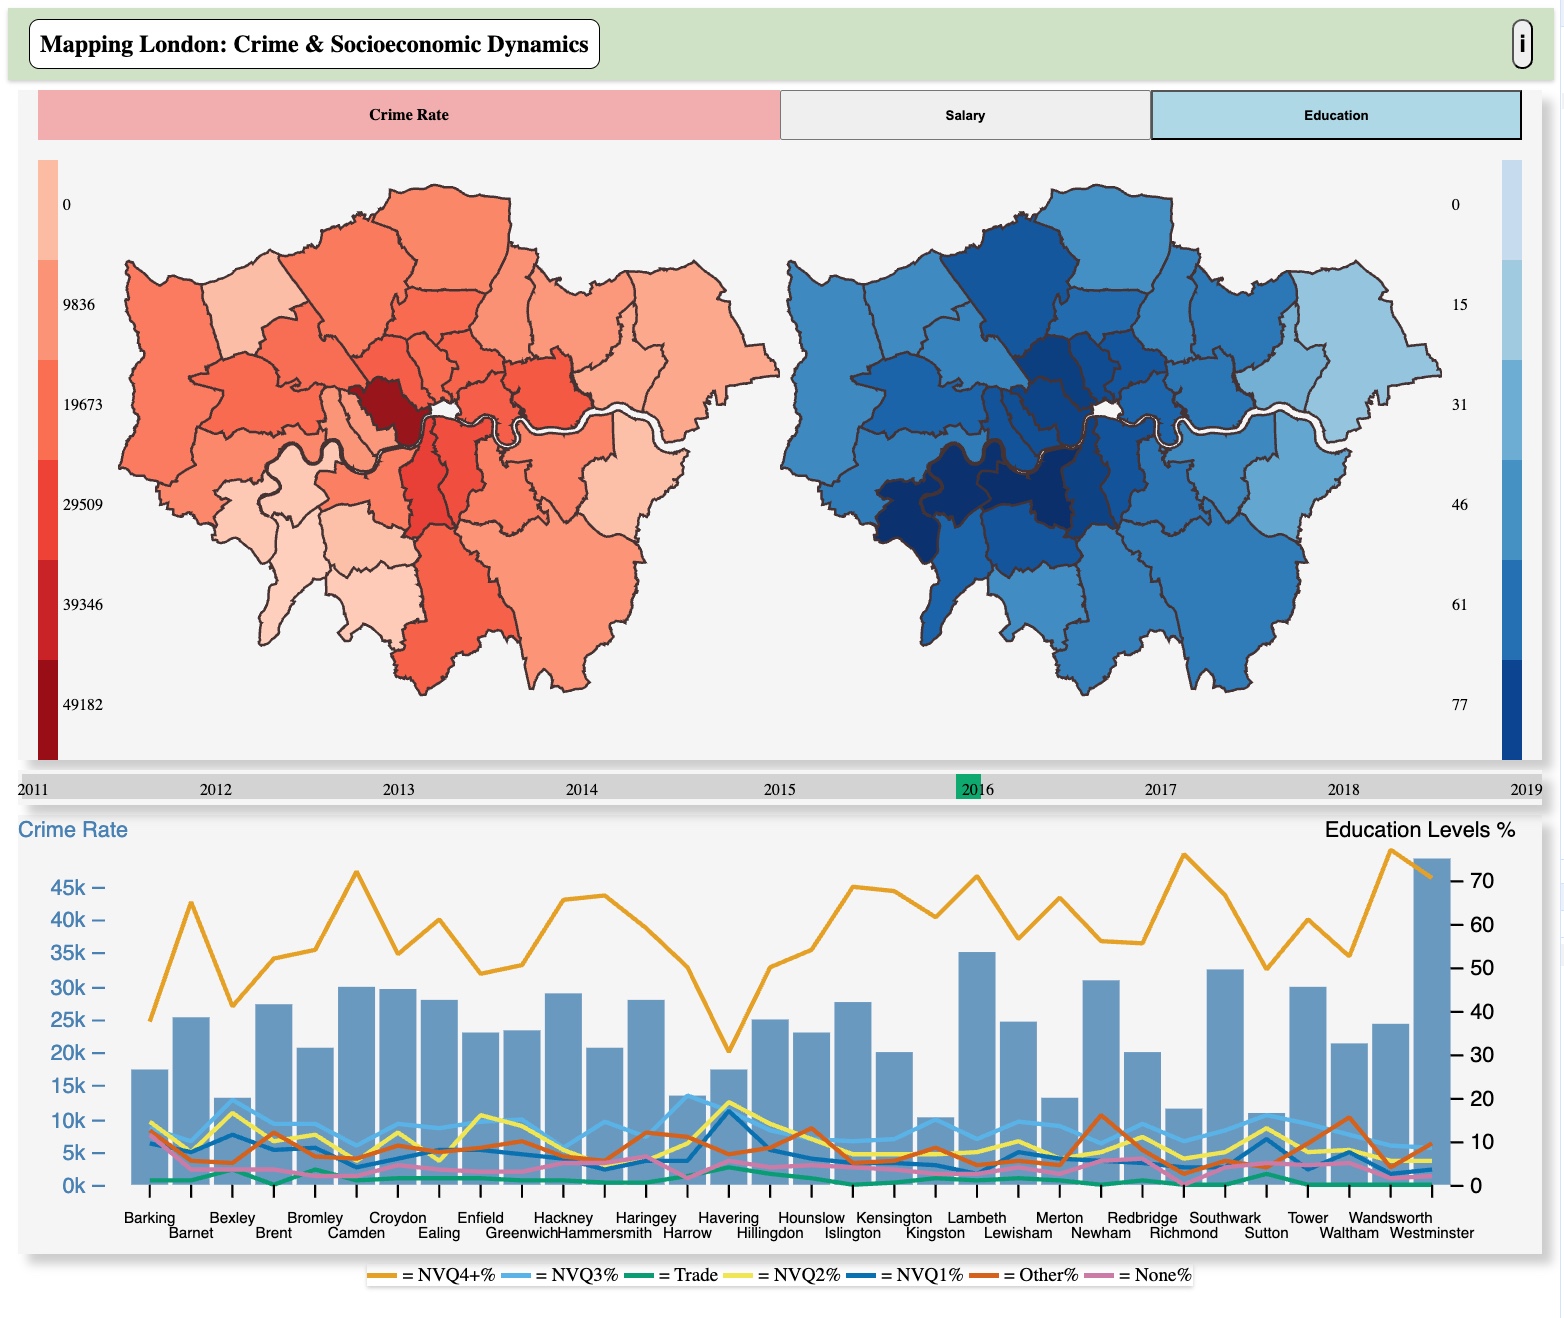 Mapping London: Crime & Socioeconomic Dynamics
i
Crime Rate Salary Education
0 0
9836 15
19673 31
29509 46
39346 61
49182 77
2011 2012 2013 2014 2015 2016 2017 2018 2019
Crime Rate Education Levels %
45k 70
40k 60
35k 50
30k 40
25k 30
20k 20
15k 10
10k 0
5k
0k
Barking Bexley Bromley Croydon Enfield Hackney Haringey Havering Hounslow Kensington Lambeth Merton Redbridge Southwark Tower Wandsworth
Barnet Brent Camden Ealing Greenwich Hammersmith Harrow Hillingdon Islington Kingston Lewisham Newham Richmond Sutton Waltham Westminster
= NVQ4+% = NVQ3% = Trade = NVQ2% = NVQ1% = Other% = None%